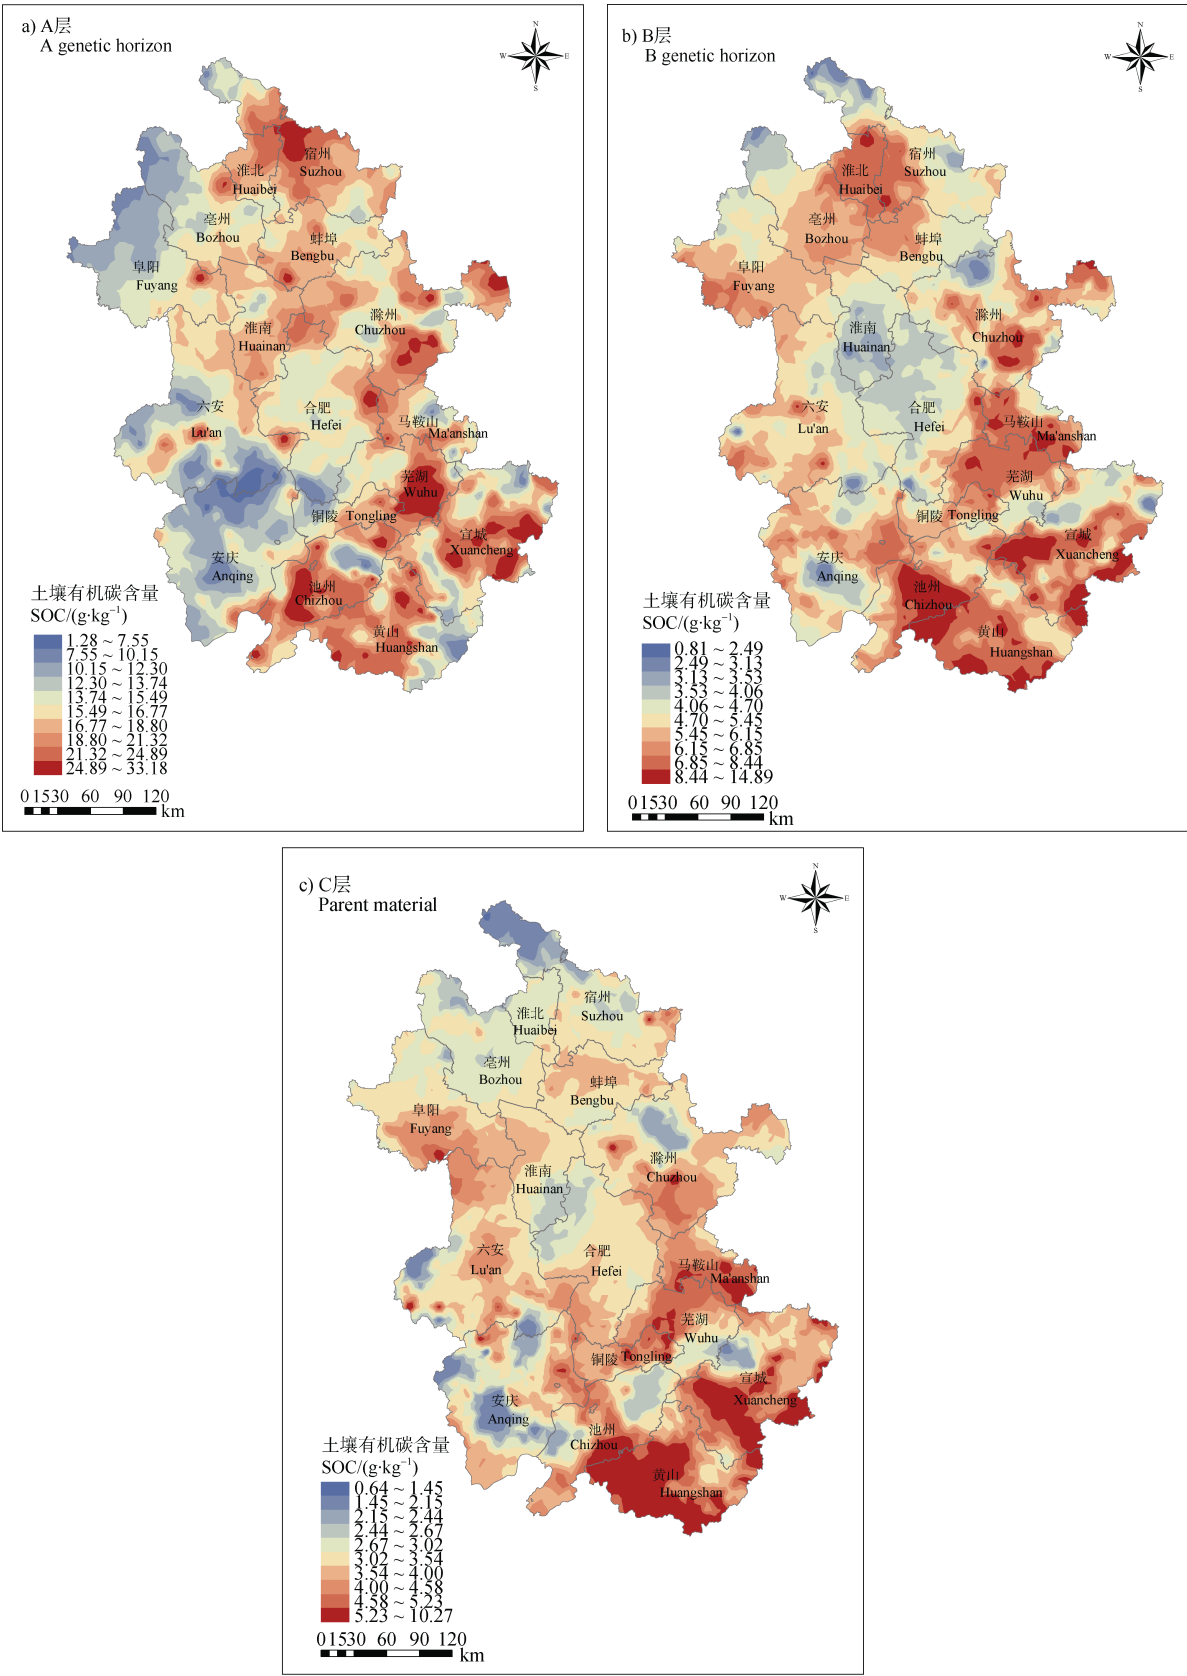 a) A层
A genetic horizon
N
W E
S
宿州
Suzhou
淮北
Huaibei
亳州
Bozhou
蚌埠
Bengbu
阜阳
Fuyang
滁州
Chuzhou
淮南
Huainan
六安
Lu'an
合肥
Hefei
马鞍山
Ma'anshan
芜湖
Wuhu
铜陵 Tongling
宣城
Xuancheng
安庆
Anqing
池州
Chizhou
黄山
Huangshan
土壤有机碳含量
SOC/(g·kg⁻¹)
1.28 ~ 7.55
7.55 ~ 10.15
10.15 ~ 12.30
12.30 ~ 13.74
13.74 ~ 15.49
15.49 ~ 16.77
16.77 ~ 18.80
18.80 ~ 21.32
21.32 ~ 24.89
24.89 ~ 33.18
0 15 30 60 90 120
km
b) B层
B genetic horizon
N
W E
S
宿州
Suzhou
淮北
Huaibei
亳州
Bozhou
蚌埠
Bengbu
阜阳
Fuyang
滁州
Chuzhou
淮南
Huainan
六安
Lu'an
合肥
Hefei
马鞍山
Ma'anshan
芜湖
Wuhu
铜陵 Tongling
宣城
Xuancheng
安庆
Anqing
池州
Chizhou
黄山
Huangshan
土壤有机碳含量
SOC/(g·kg⁻¹)
0.81 ~ 2.49
2.49 ~ 3.13
3.13 ~ 3.53
3.53 ~ 4.06
4.06 ~ 4.70
4.70 ~ 5.45
5.45 ~ 6.15
6.15 ~ 6.85
6.85 ~ 8.44
8.44 ~ 14.89
0 15 30 60 90 120
km
c) C层
Parent material
N
W E
S
宿州
Suzhou
淮北
Huaibei
亳州
Bozhou
蚌埠
Bengbu
阜阳
Fuyang
滁州
Chuzhou
淮南
Huainan
六安
Lu'an
合肥
Hefei
马鞍山
Ma'anshan
芜湖
Wuhu
铜陵 Tongling
宣城
Xuancheng
安庆
Anqing
池州
Chizhou
黄山
Huangshan
土壤有机碳含量
SOC/(g·kg⁻¹)
0.64 ~ 1.45
1.45 ~ 2.15
2.15 ~ 2.44
2.44 ~ 2.67
2.67 ~ 3.02
3.02 ~ 3.54
3.54 ~ 4.00
4.00 ~ 4.58
4.58 ~ 5.23
5.23 ~ 10.27
0 15 30 60 90 120
km